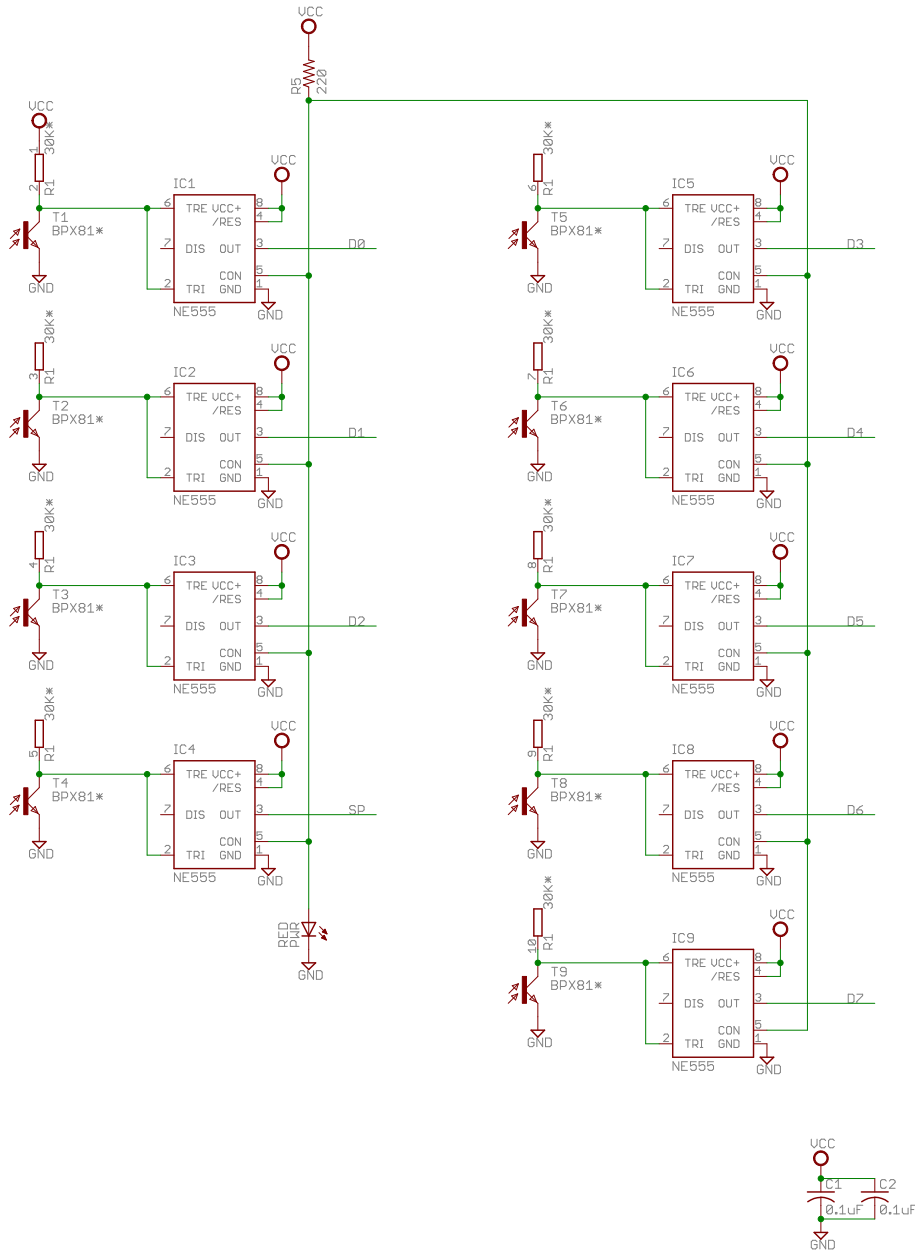 VCC
R5
220
VCC
1
30K*
2
R1
T1
BPX81*
GND
IC1
VCC
6 TRE VCC+ 8
/RES 4
7 DIS OUT 3
D0
CON 5
2 TRI GND 1
NE555
GND
30K*
3
R1
T2
BPX81*
GND
IC2
VCC
6 TRE VCC+ 8
/RES 4
7 DIS OUT 3
D1
CON 5
2 TRI GND 1
NE555
GND
30K*
4
R1
T3
BPX81*
GND
IC3
VCC
6 TRE VCC+ 8
/RES 4
7 DIS OUT 3
D2
CON 5
2 TRI GND 1
NE555
GND
30K*
5
R1
T4
BPX81*
GND
IC4
VCC
6 TRE VCC+ 8
/RES 4
7 DIS OUT 3
SP
CON 5
2 TRI GND 1
NE555
GND
RED
PWR
GND
30K*
6
R1
T5
BPX81*
GND
IC5
VCC
6 TRE VCC+ 8
/RES 4
7 DIS OUT 3
D3
CON 5
2 TRI GND 1
NE555
GND
30K*
7
R1
T6
BPX81*
GND
IC6
VCC
6 TRE VCC+ 8
/RES 4
7 DIS OUT 3
D4
CON 5
2 TRI GND 1
NE555
GND
30K*
8
R1
T7
BPX81*
GND
IC7
VCC
6 TRE VCC+ 8
/RES 4
7 DIS OUT 3
D5
CON 5
2 TRI GND 1
NE555
GND
30K*
9
R1
T8
BPX81*
GND
IC8
VCC
6 TRE VCC+ 8
/RES 4
7 DIS OUT 3
D6
CON 5
2 TRI GND 1
NE555
GND
30K*
10
R1
T9
BPX81*
GND
IC9
VCC
6 TRE VCC+ 8
/RES 4
7 DIS OUT 3
D7
CON 5
2 TRI GND 1
NE555
GND
VCC
C1
C2
0.1uF
0.1uF
GND